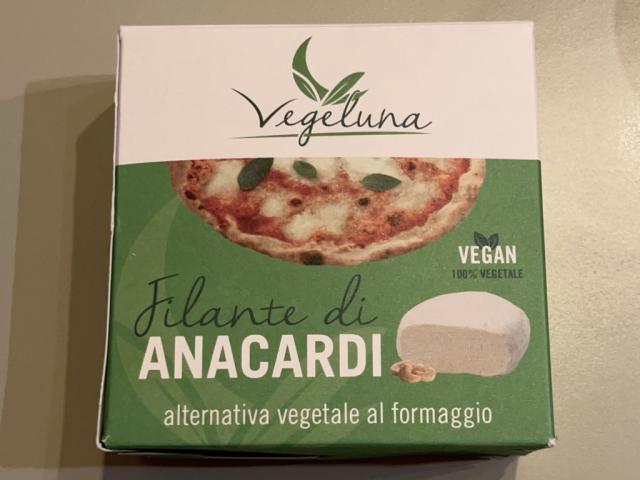 Vegeluna
VEGAN
100% VEGETALE
Filante di
ANACARDI
alternativa vegetale al formaggio